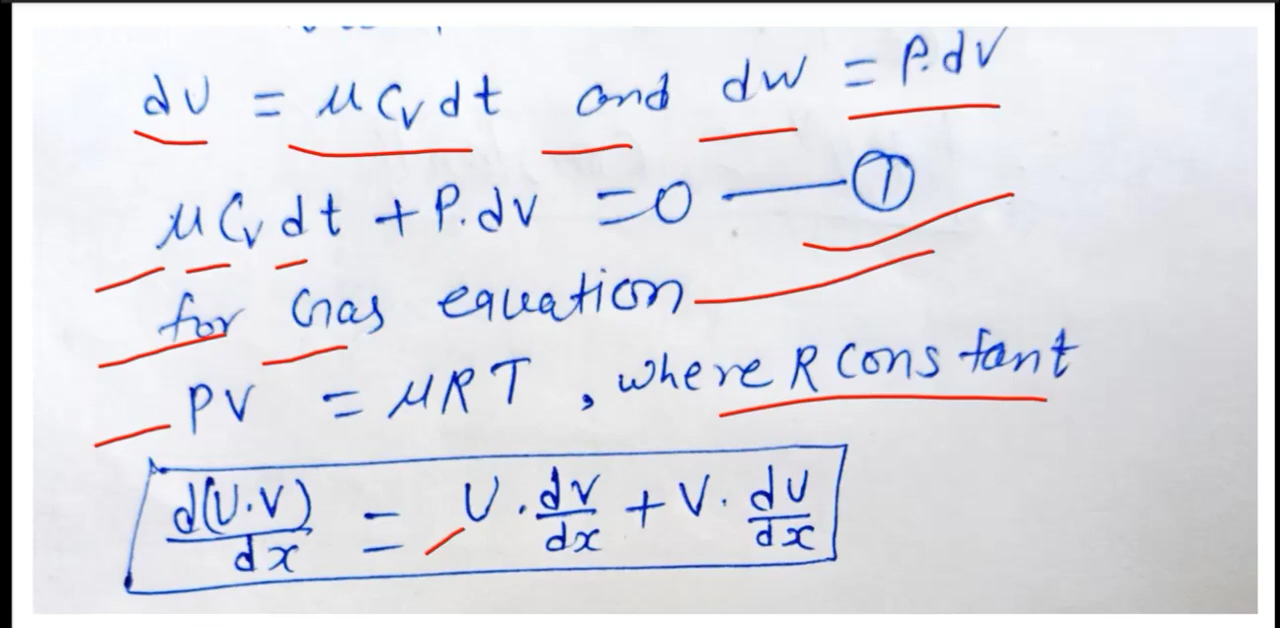 dU = μCv dt and dw = P.dV
μCv dt + P.dv = 0 —— ①
for Gas equation
PV = μRT , where R constant
d(U.V)/dx = U.dv/dx + V.du/dx